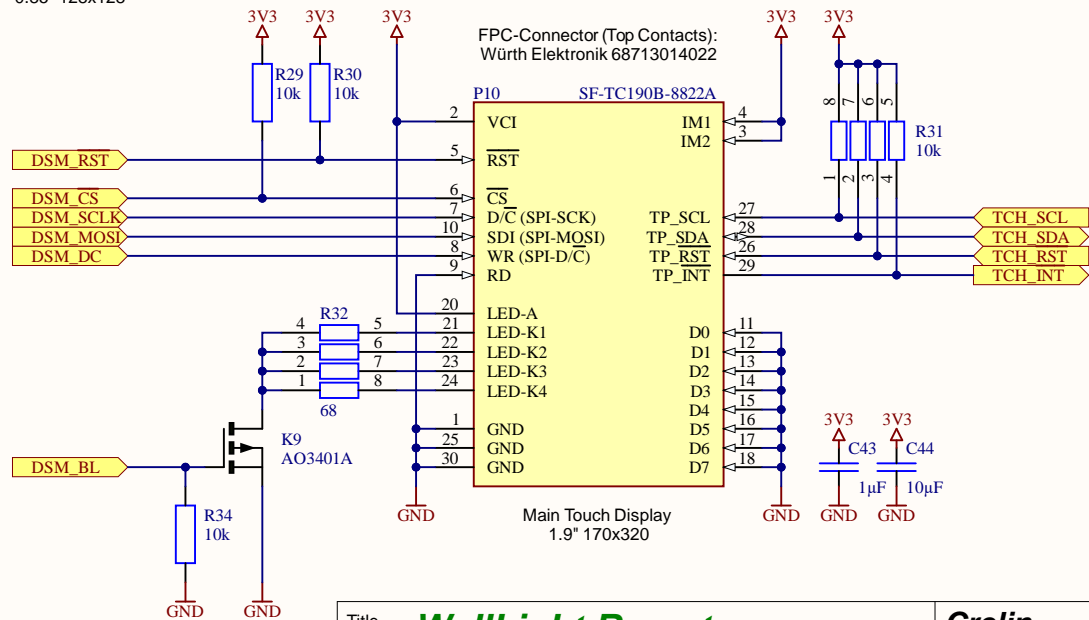 3V3 3V3 3V3 3V3 3V3
FPC-Connector (Top Contacts):
Würth Elektronik 68713014022
R29
10k
R30
10k
P10 SF-TC190B-8822A
2 VCI IM1 4
IM2 3
8 7 6 5
R31
10k
1 2 3 4
DSM_RST 5 RST
DSM_CS 6 CS
DSM_SCLK 7 D/C (SPI-SCK) TP_SCL 27 TCH_SCL
DSM_MOSI 10 SDI (SPI-MOSI) TP_SDA 28 TCH_SDA
DSM_DC 8 WR (SPI-D/C) TP_RST 26 TCH_RST
9 RD TP_INT 29 TCH_INT
20 LED-A
R32
4 5 21 LED-K1 D0 11
3 6 22 LED-K2 D1 12
2 7 23 LED-K3 D2 13
1 8 24 LED-K4 D3 14
68
D4 15
1 GND D5 16
25 GND D6 17
30 GND D7 18
K9
AO3401A
DSM_BL
R34
10k
3V3 3V3
C43 C44
1µF 10µF
GND GND GND GND
Main Touch Display
1.9" 170x320
GND GND
Title